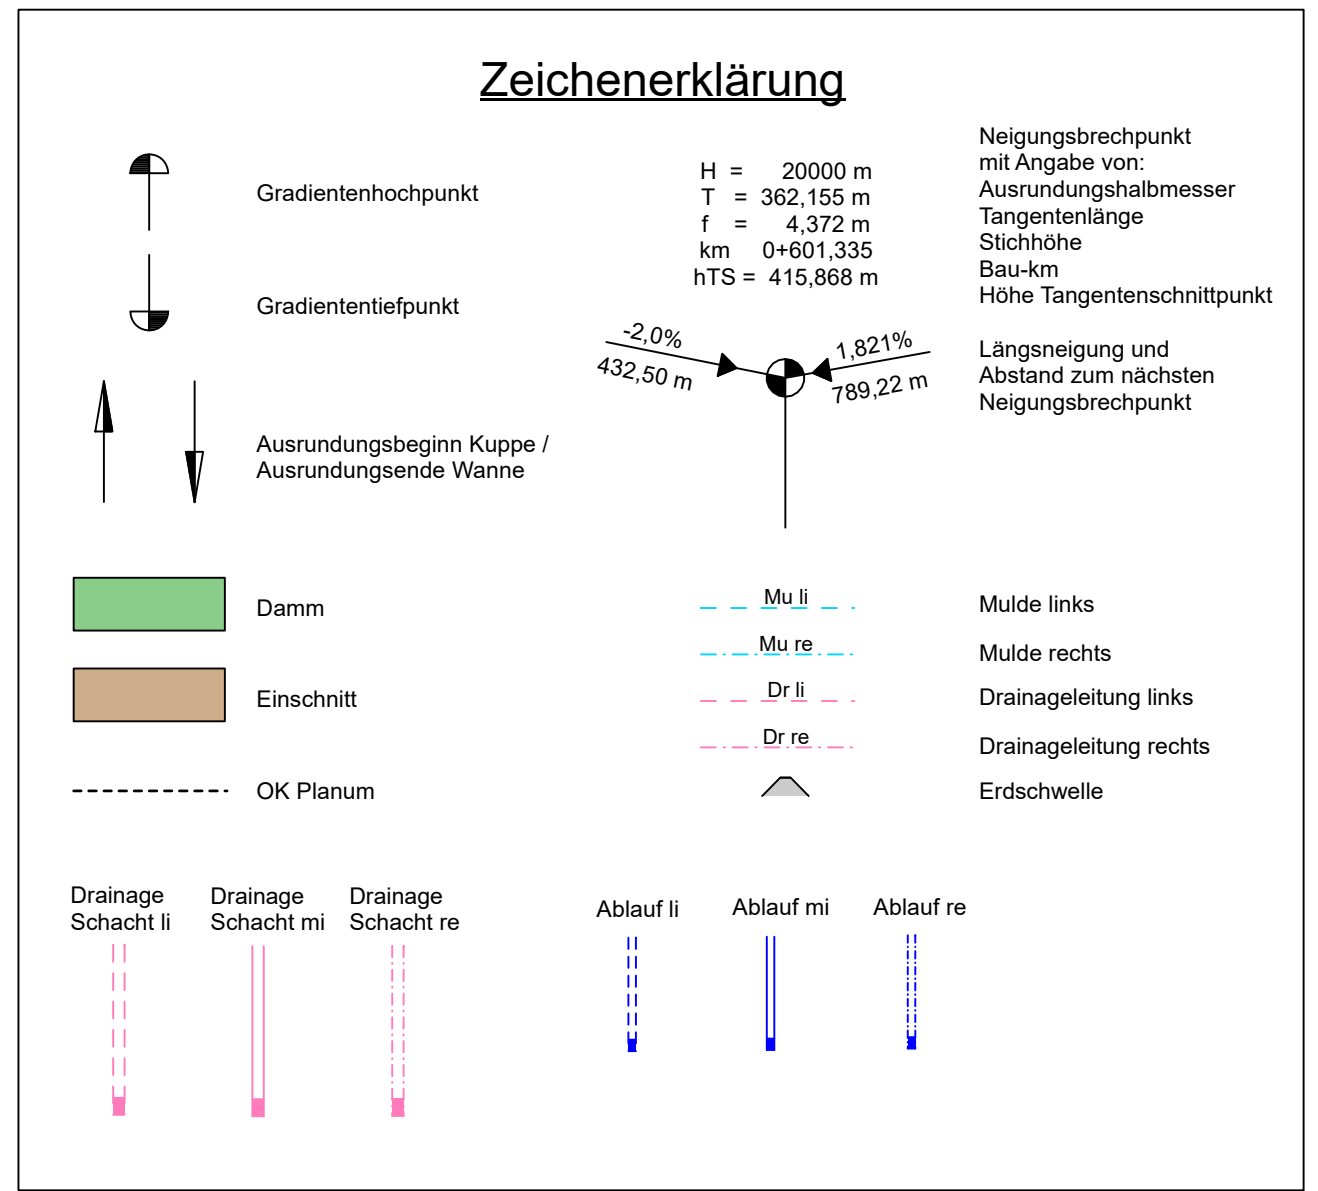 Zeichenerklärung
Gradientenhochpunkt
Gradiententiefpunkt
Ausrundungsbeginn Kuppe /
Ausrundungsende Wanne
H = 20000 m
T = 362,155 m
f = 4,372 m
km 0+601,335
hTS = 415,868 m
-2,0%
432,50 m
1,821%
789,22 m
Neigungsbrechpunkt
mit Angabe von:
Ausrundungshalbmesser
Tangentenlänge
Stichhöhe
Bau-km
Höhe Tangentenschnittpunkt
Längsneigung und
Abstand zum nächsten
Neigungsbrechpunkt
Damm
Einschnitt
OK Planum
Mu li
Mulde links
Mu re
Mulde rechts
Dr li
Drainageleitung links
Dr re
Drainageleitung rechts
Erdschwelle
Drainage
Schacht li
Drainage
Schacht mi
Drainage
Schacht re
Ablauf li
Ablauf mi
Ablauf re